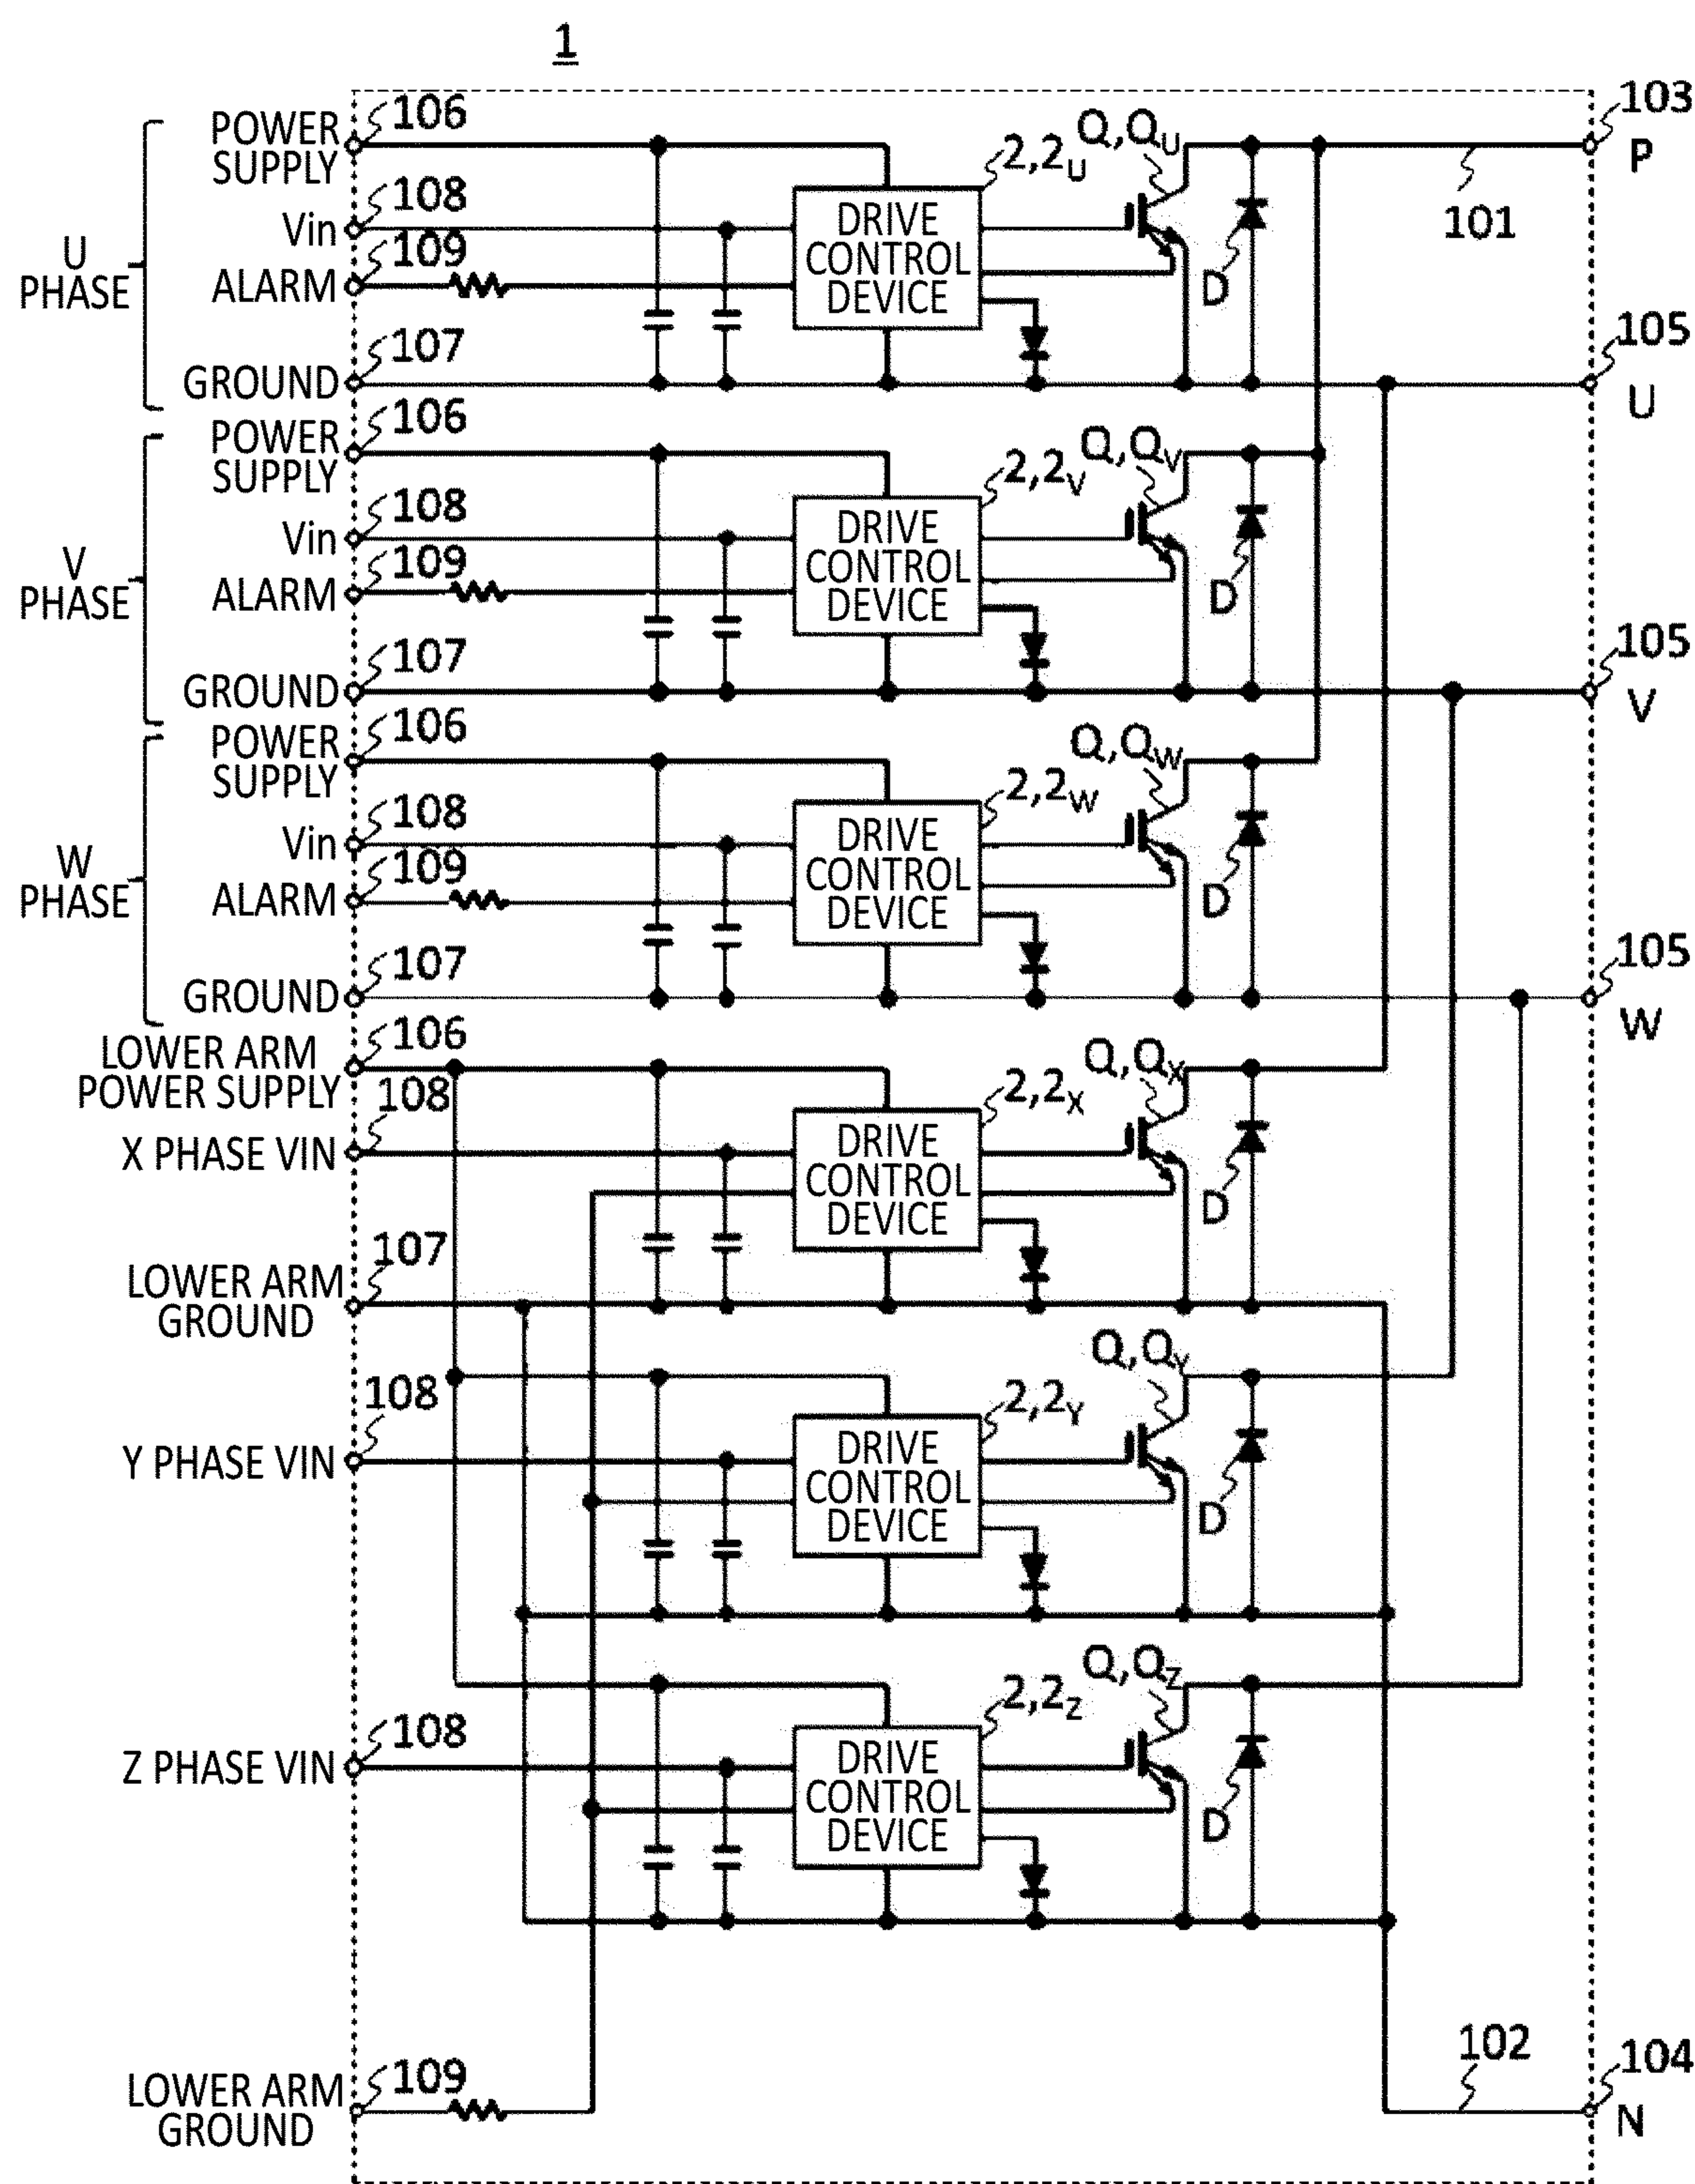 1
U PHASE
POWER SUPPLY
106
Vin
108
ALARM
109
GROUND
107
2,2U
DRIVE CONTROL DEVICE
Q,QU
D
101
103
P
105
U
V PHASE
POWER SUPPLY
106
Vin
108
ALARM
109
GROUND
107
2,2V
DRIVE CONTROL DEVICE
Q,QV
D
105
V
W PHASE
POWER SUPPLY
106
Vin
108
ALARM
109
GROUND
107
2,2W
DRIVE CONTROL DEVICE
Q,QW
D
105
W
LOWER ARM POWER SUPPLY
106
X PHASE VIN
108
LOWER ARM GROUND
107
2,2X
DRIVE CONTROL DEVICE
Q,QX
D
Y PHASE VIN
108
2,2Y
DRIVE CONTROL DEVICE
Q,QY
D
Z PHASE VIN
108
2,2Z
DRIVE CONTROL DEVICE
Q,QZ
D
LOWER ARM GROUND
109
102
104
N